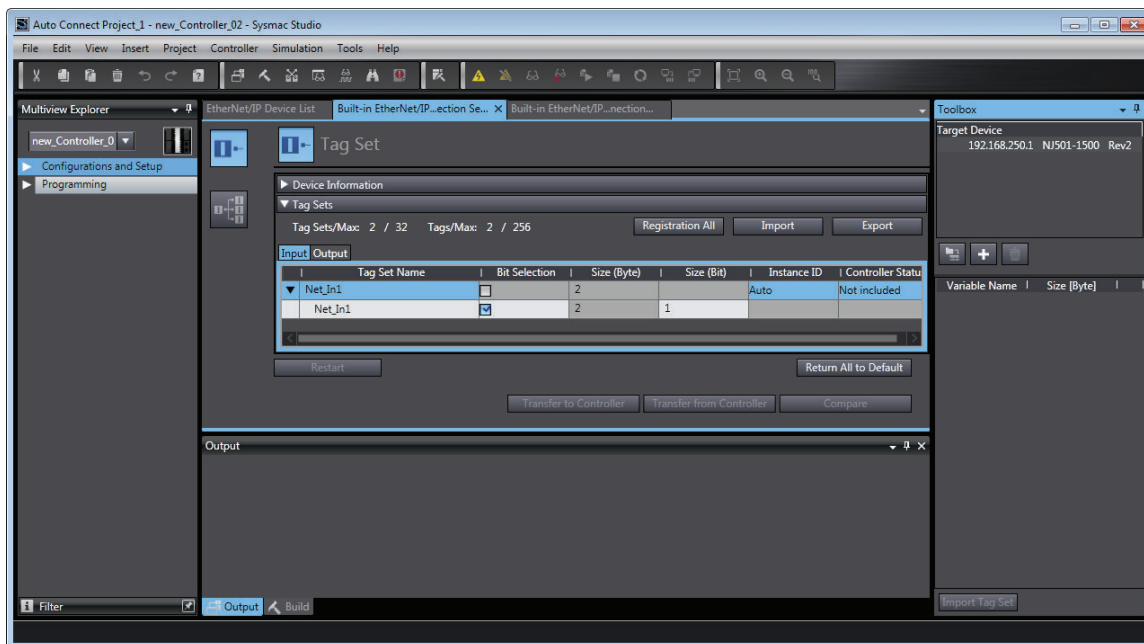 Auto Connect Project_1 - new_Controller_02 - Sysmac Studio
File Edit View Insert Project Controller Simulation Tools Help
Multiview Explorer
new_Controller_0
Configurations and Setup
Programming
EtherNet/IP Device List Built-in EtherNet/IP...ection Se... X Built-in EtherNet/IP...nnection...
Tag Set
Device Information
Tag Sets
Tag Sets/Max: 2 / 32 Tags/Max: 2 / 256 Registration All Import Export
Input Output
Tag Set Name Bit Selection Size (Byte) Size (Bit) Instance ID Controller Statu
Net_In1 2 Auto Not included
Net_In1 2 1
Restart Return All to Default
Transfer to Controller Transfer from Controller Compare
Output
Output Build
Filter
Toolbox
Target Device
192.168.250.1 NJ501-1500 Rev2
Variable Name Size [Byte]
Import Tag Set